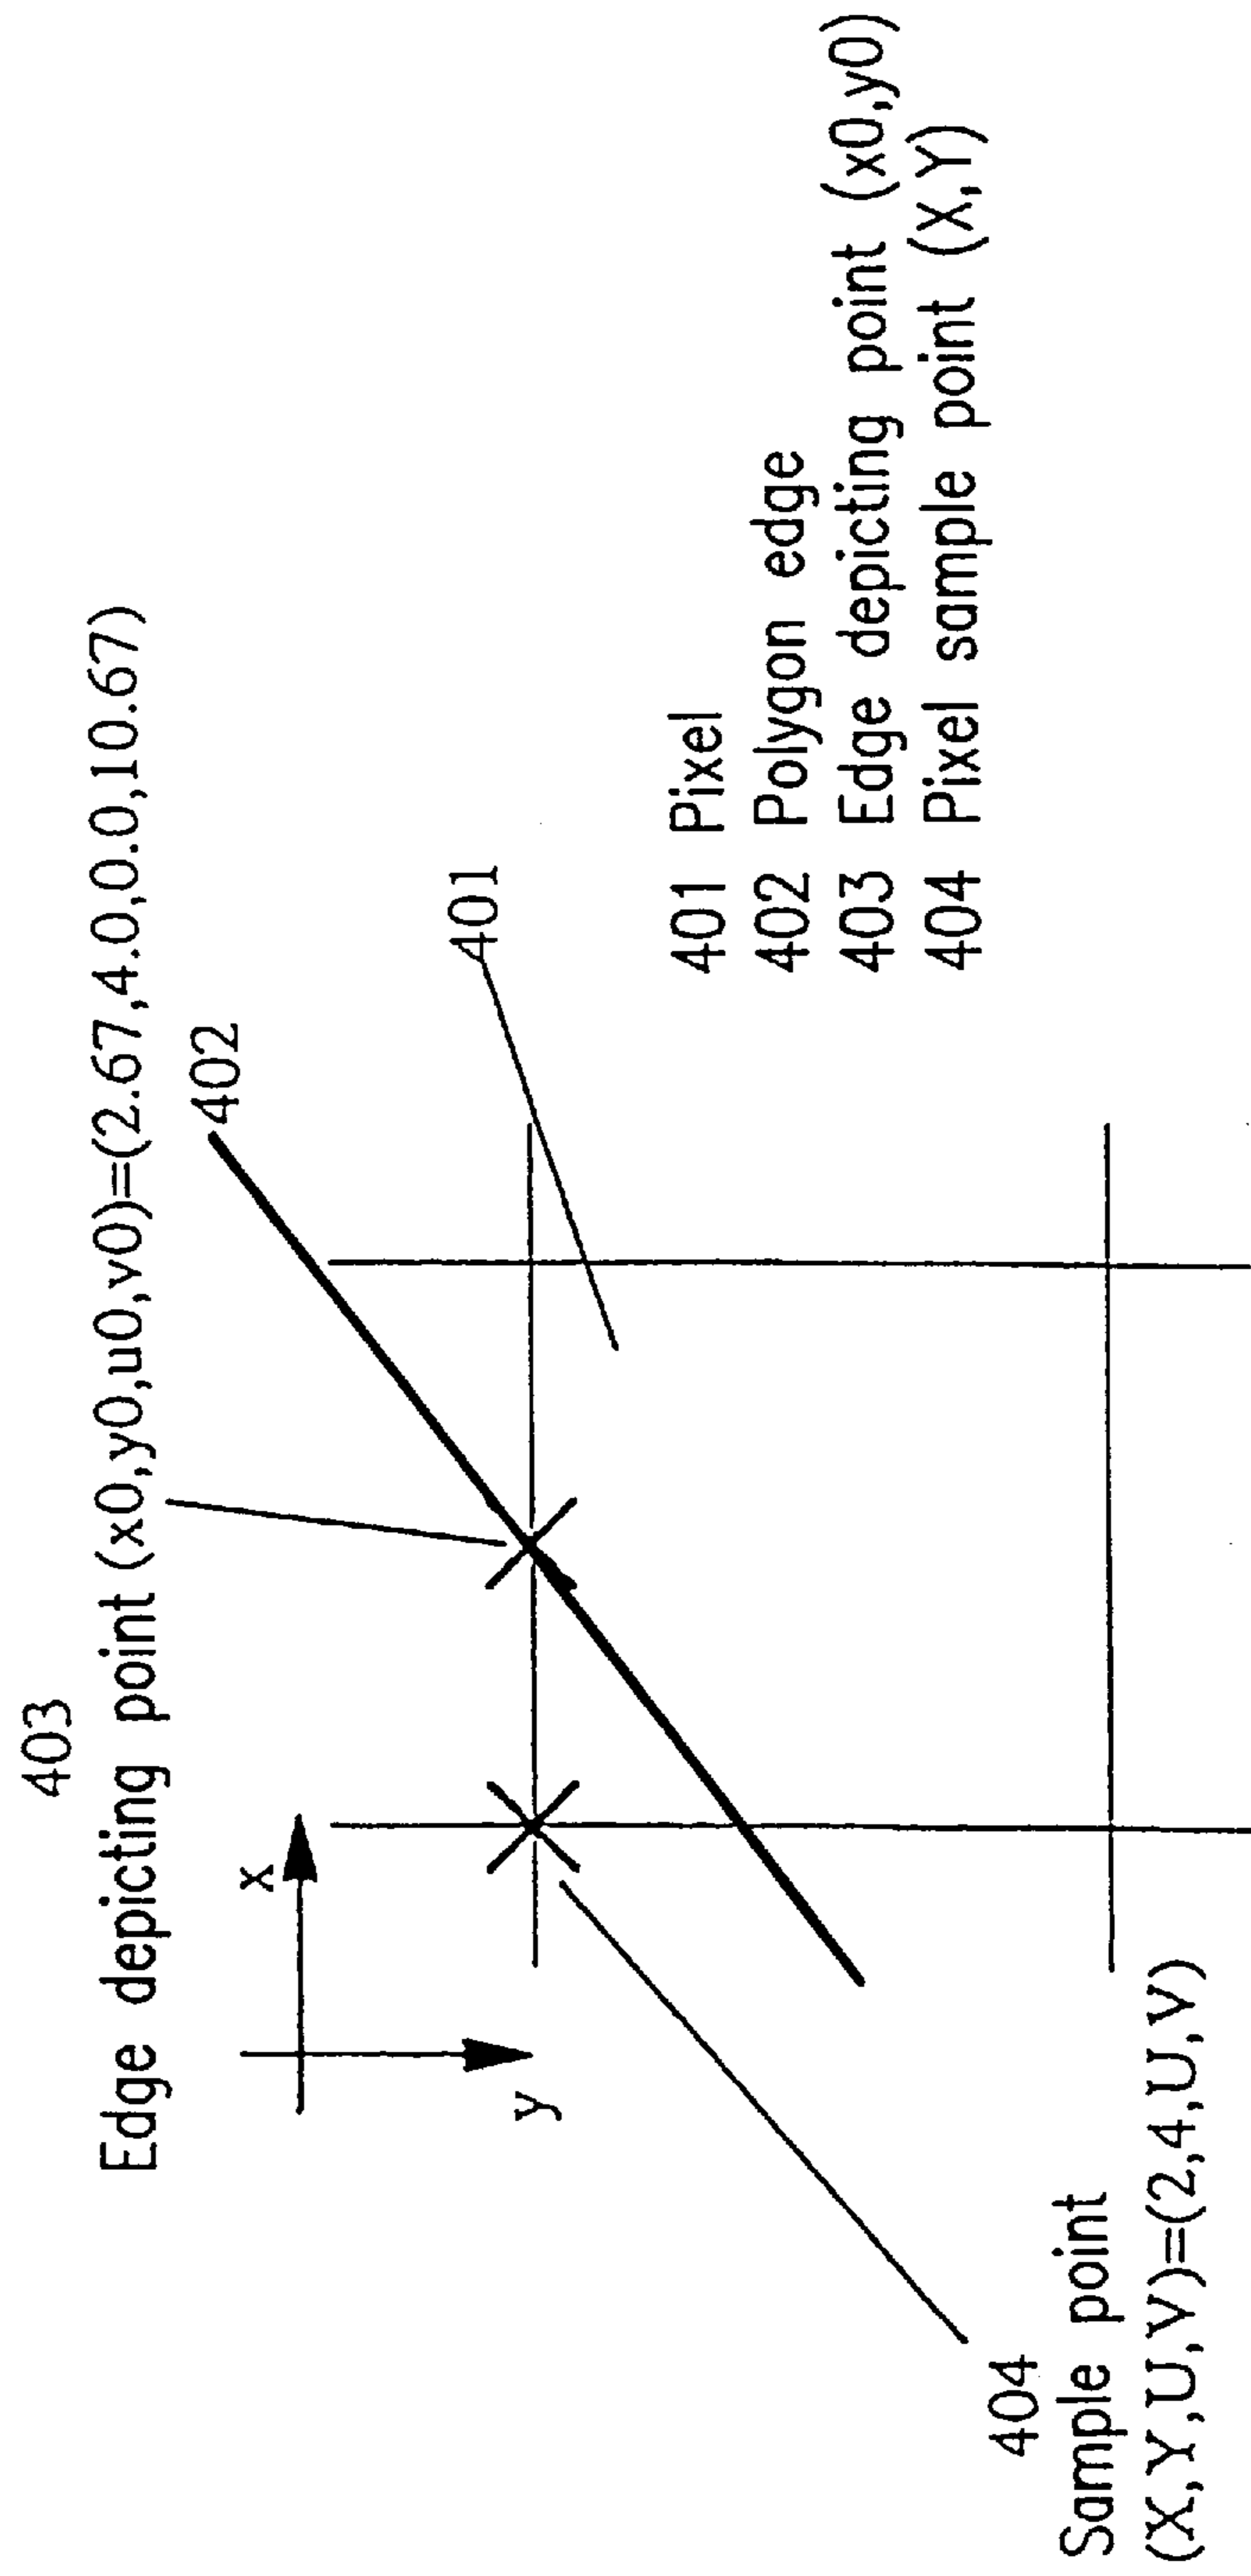 403
Edge depicting point (x0,y0,u0,v0)=(2.67,4.0,0.0,10.67)
x
402
y
401
404
Sample point
(X,Y,U,V)=(2,4,U,V)
401 Pixel
402 Polygon edge
403 Edge depicting point (x0,y0)
404 Pixel sample point (X,Y)